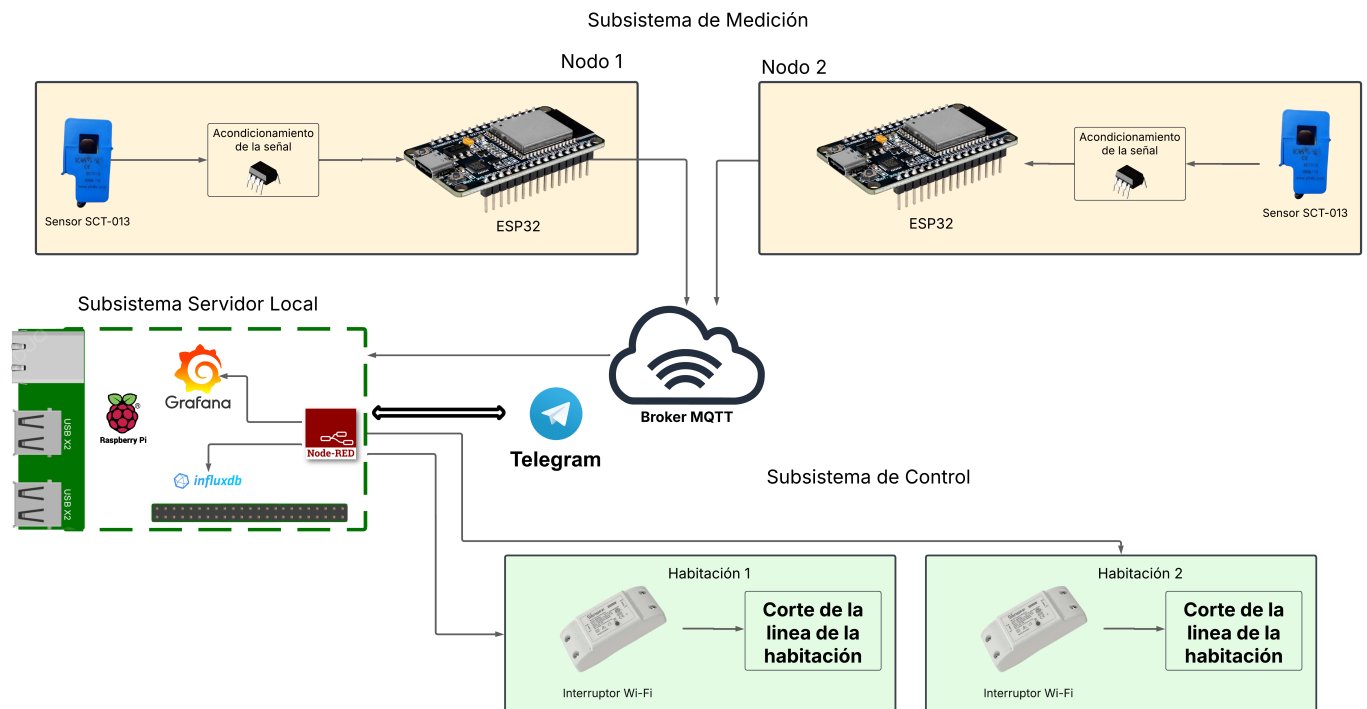 Subsistema de Medición
Nodo 1
Nodo 2
Acondicionamiento
de la señal
Sensor SCT-013
ESP32
Acondicionamiento
de la señal
ESP32
Sensor SCT-013
Subsistema Servidor Local
USB X2
USB X2
Raspberry Pi
Grafana
influxdb
Node-RED
Telegram
Broker MQTT
Subsistema de Control
Habitación 1
Interruptor Wi-Fi
Corte de la
linea de la
habitación
Habitación 2
Interruptor Wi-Fi
Corte de la
linea de la
habitación